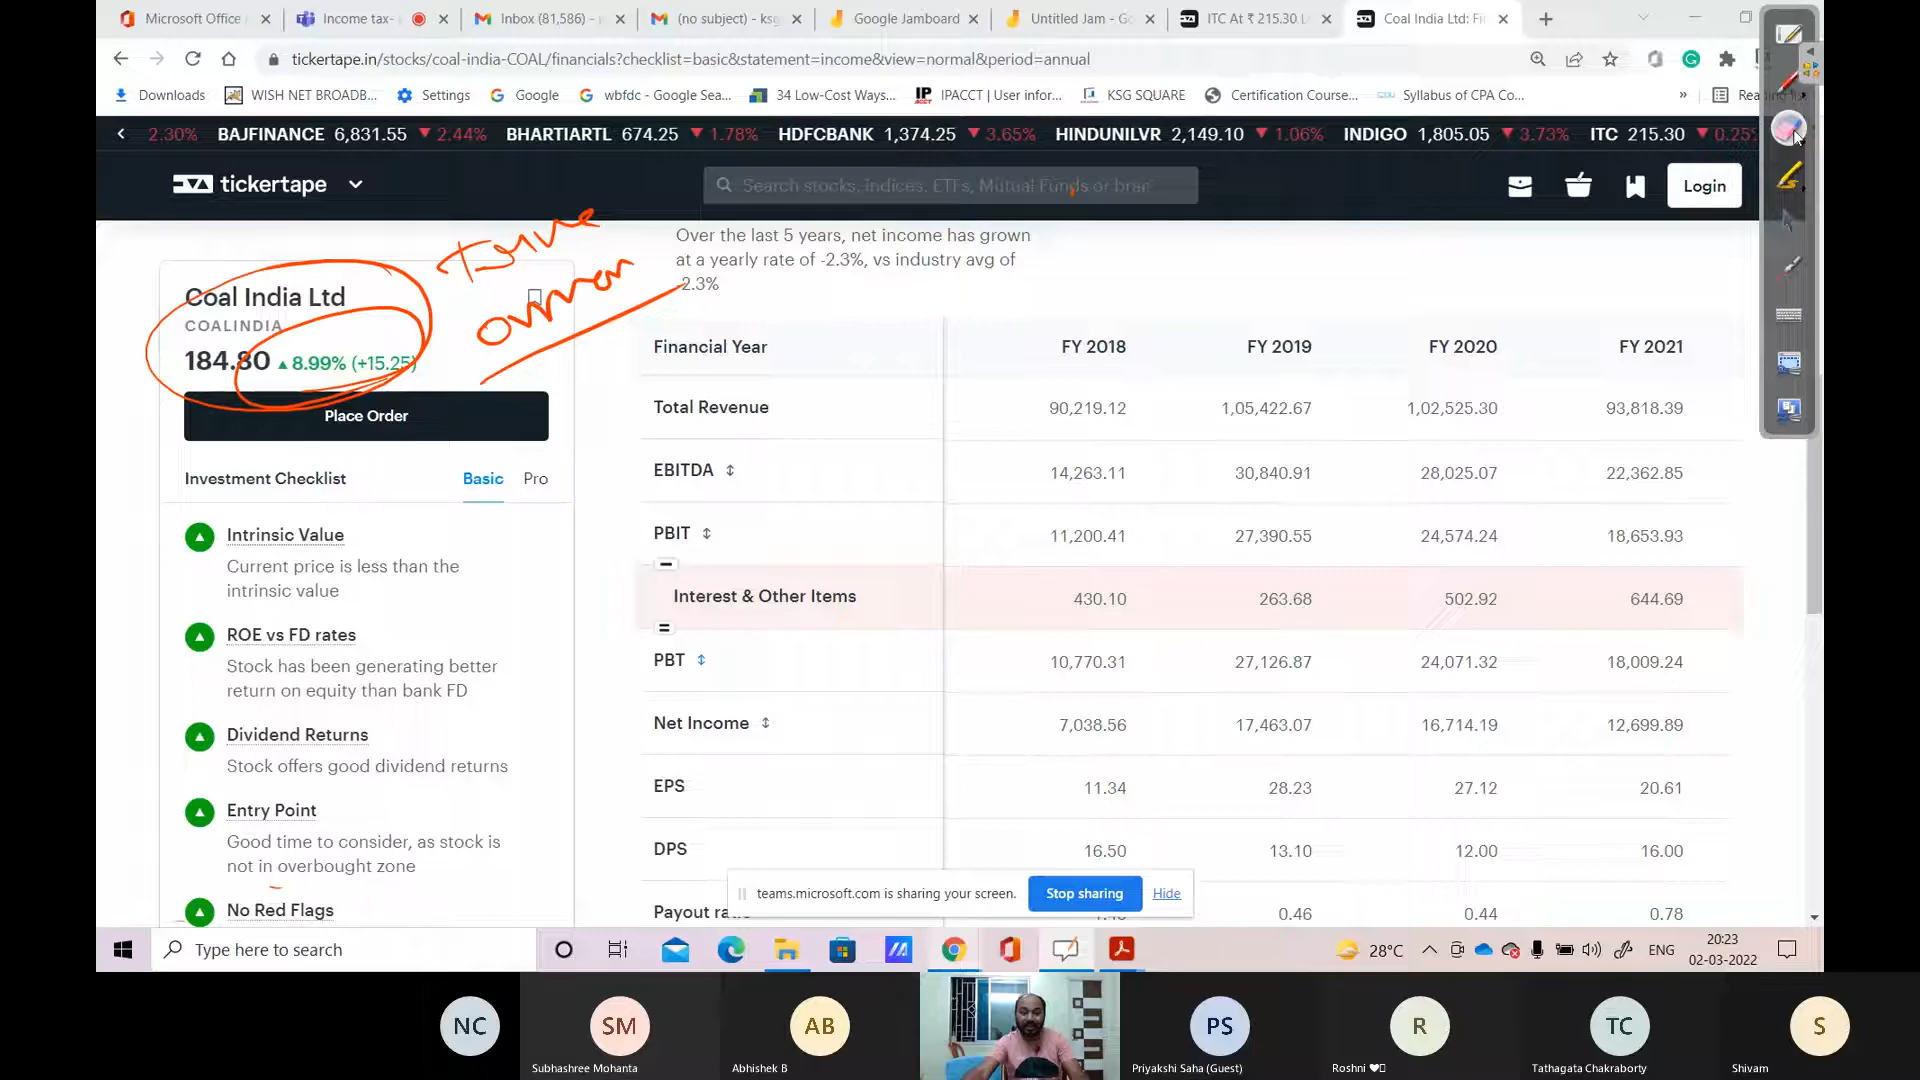 Microsoft Office
Income tax-
Inbox (81,586) -
(no subject) - ksg
Google Jamboard
Untitled Jam - Go
ITC At ₹ 215.30
Coal India Ltd: Fi
tickertape.in/stocks/coal-india-COAL/financials?checklist=basic&statement=income&view=normal&period=annual
Downloads WISH NET BROADB... Settings Google wbfdc - Google Sea... 34 Low-Cost Ways... IPACCT | User infor... KSG SQUARE Certification Course... Syllabus of CPA Co... »
2.30% BAJFINANCE 6,831.55 ▼ 2.44% BHARTIARTL 674.25 ▼ 1.78% HDFCBANK 1,374.25 ▼ 3.65% HINDUNILVR 2,149.10 ▼ 1.06% INDIGO 1,805.05 ▼ 3.73% ITC 215.30 ▼ 0.25%
tickertape
Search stocks, indices, ETFs, Mutual Funds or bran
Login
Over the last 5 years, net income has grown
at a yearly rate of -2.3%, vs industry avg of
-2.3%
Coal India Ltd
COALINDIA
184.80 ▲ 8.99% (+15.25)
Place Order
Investment Checklist Basic Pro
Intrinsic Value
Current price is less than the
intrinsic value
ROE vs FD rates
Stock has been generating better
return on equity than bank FD
Dividend Returns
Stock offers good dividend returns
Entry Point
Good time to consider, as stock is
not in overbought zone
No Red Flags
Financial Year FY 2018 FY 2019 FY 2020 FY 2021
Total Revenue 90,219.12 1,05,422.67 1,02,525.30 93,818.39
EBITDA 14,263.11 30,840.91 28,025.07 22,362.85
PBIT 11,200.41 27,390.55 24,574.24 18,653.93
Interest & Other Items 430.10 263.68 502.92 644.69
PBT 10,770.31 27,126.87 24,071.32 18,009.24
Net Income 7,038.56 17,463.07 16,714.19 12,699.89
EPS 11.34 28.23 27.12 20.61
DPS 16.50 13.10 12.00 16.00
Payout 0.46 0.44 0.78
teams.microsoft.com is sharing your screen. Stop sharing Hide
Type here to search
28°C
ENG
20:23
02-03-2022
NC SM AB PS R TC S
Subhashree Mohanta Abhishek B Priyakshi Saha (Guest) Roshni Tathagata Chakraborty Shivam